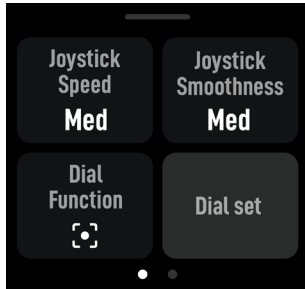 Joystick
Speed
Med
Joystick
Smoothness
Med
Dial
Function
Dial set